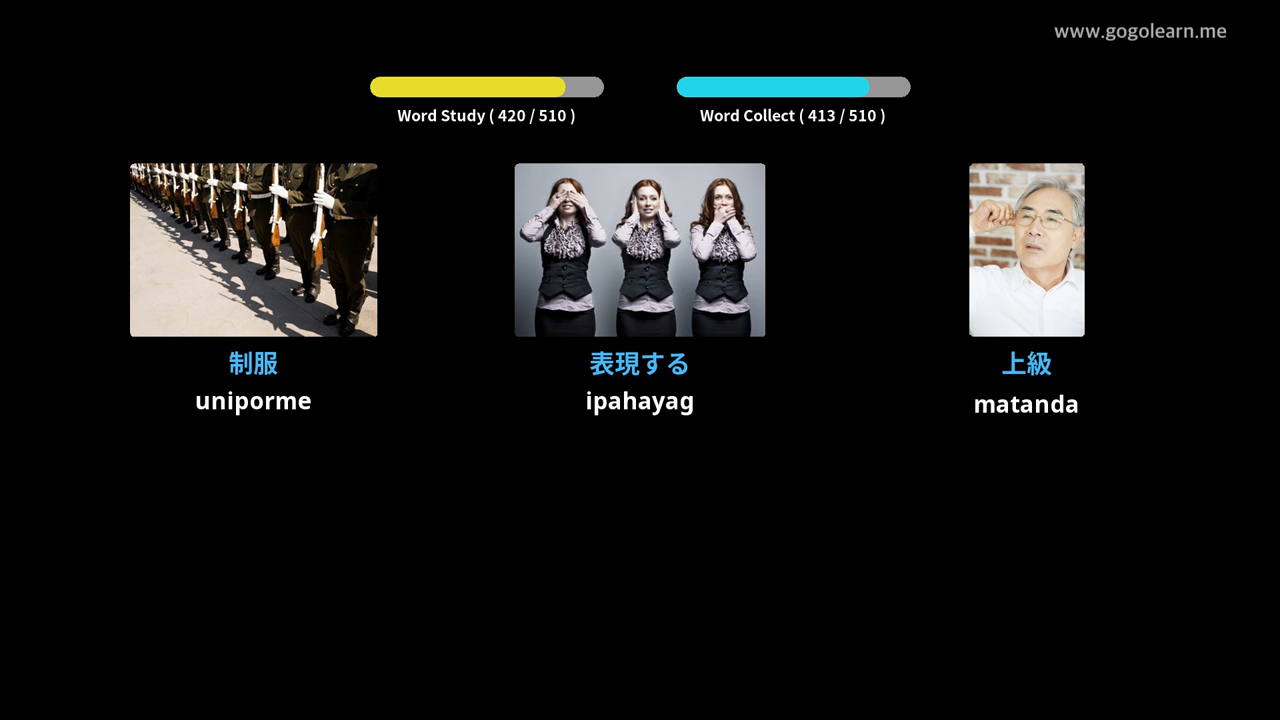 www.gogolearn.me
Word Study ( 420 / 510 )
Word Collect ( 413 / 510 )
制服
uniporme
表現する
ipahayag
上級
matanda